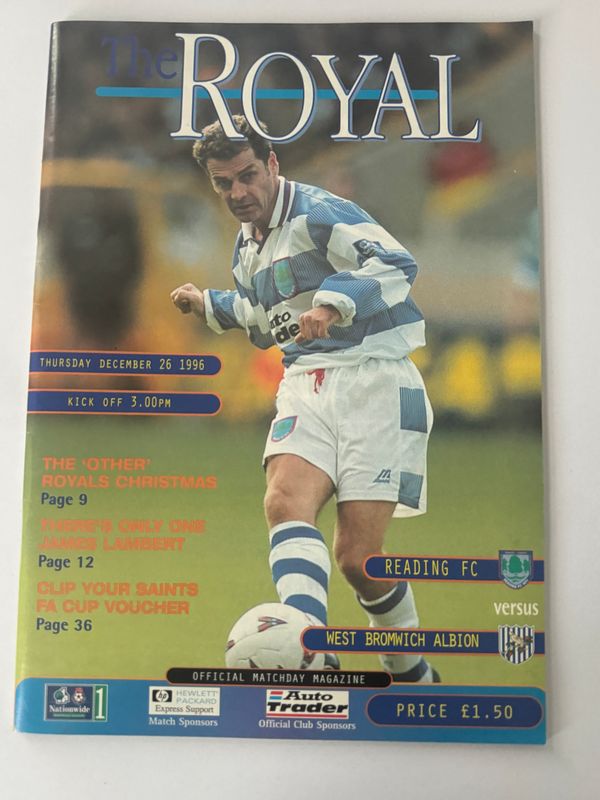 The ROYAL
THURSDAY DECEMBER 26 1996
KICK OFF 3.00PM
THE 'OTHER'
ROYALS CHRISTMAS
Page 9
THERE'S ONLY ONE
JAMES LAMBERT
Page 12
CLIP YOUR SAINTS
FA CUP VOUCHER
Page 36
Auto
READING FC
versus
WEST BROMWICH ALBION
OFFICIAL MATCHDAY MAGAZINE
Nationwide
1
hp HEWLETT®
PACKARD
Express Support
Match Sponsors
Auto
Trader
Official Club Sponsors
PRICE £1.50